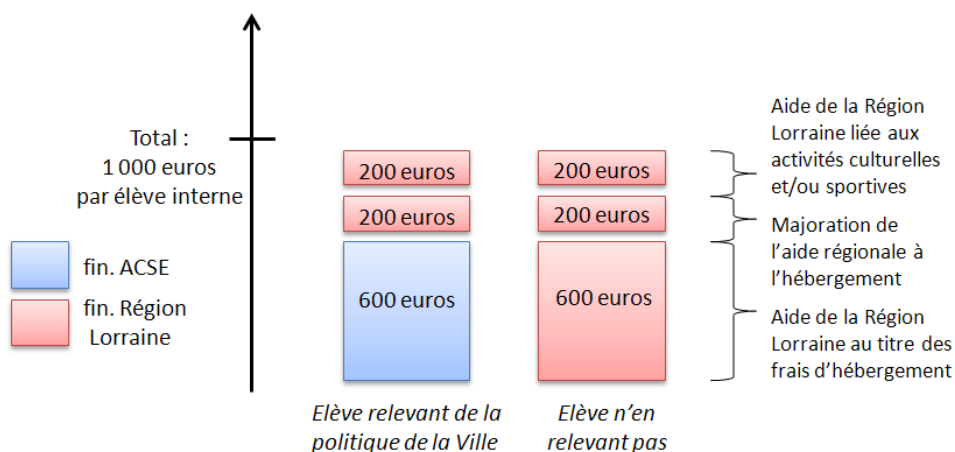 Total :
1 000 euros
par élève interne
fin. ACSE
fin. Région
Lorraine
200 euros
200 euros
200 euros
200 euros
600 euros
600 euros
Elève relevant de la
politique de la Ville
Elève n’en
relevant pas
Aide de la Région
Lorraine liée aux
activités culturelles
et/ou sportives
Majoration de
l’aide régionale à
l’hébergement
Aide de la Région
Lorraine au titre des
frais d’hébergement